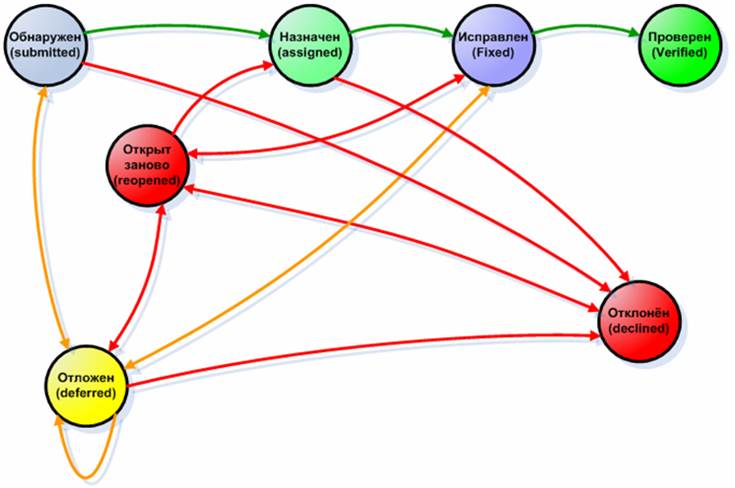 Обнаружен
(submitted)
Назначен
(assigned)
Исправлен
(Fixed)
Проверен
(Verified)
Открыт
заново
(reopened)
Отклонён
(declined)
Отложен
(deferred)